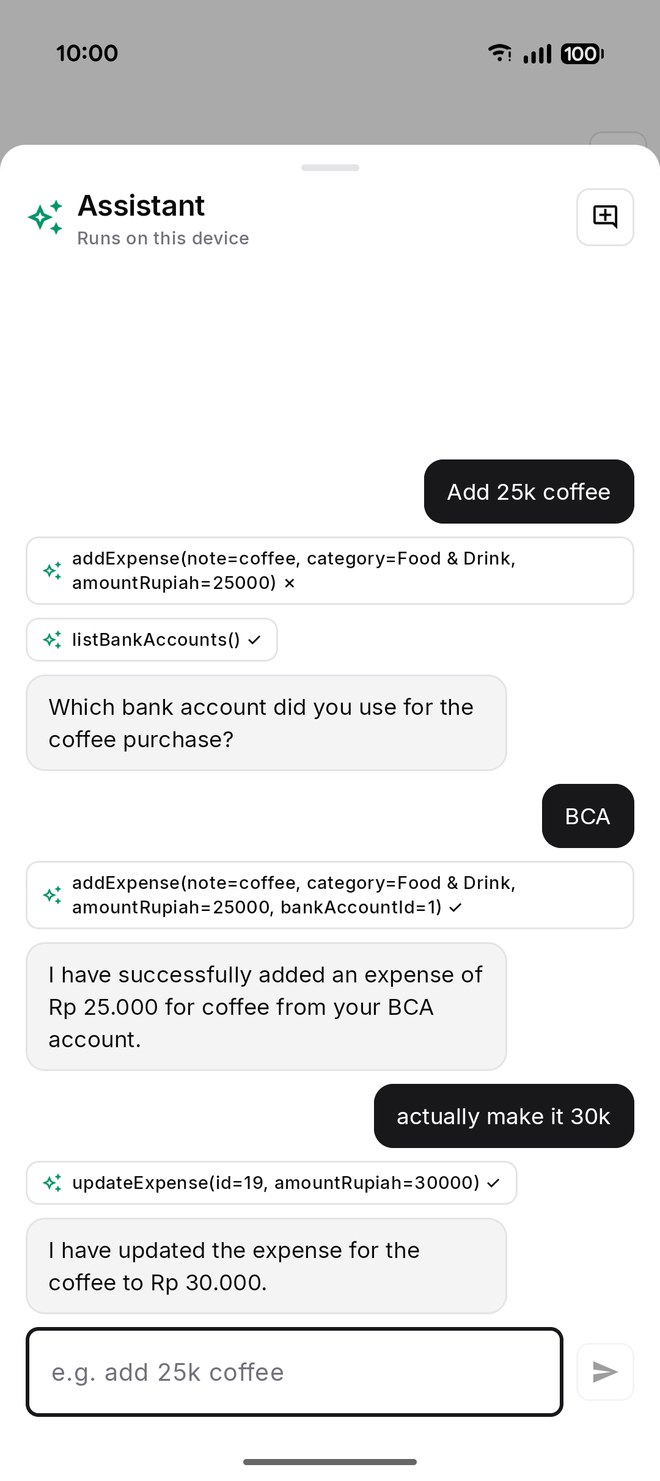 10:00
100
Assistant
Runs on this device
Add 25k coffee
addExpense(note=coffee, category=Food & Drink,
amountRupiah=25000) ×
listBankAccounts() ✓
Which bank account did you use for the
coffee purchase?
BCA
addExpense(note=coffee, category=Food & Drink,
amountRupiah=25000, bankAccountId=1) ✓
I have successfully added an expense of
Rp 25.000 for coffee from your BCA
account.
actually make it 30k
updateExpense(id=19, amountRupiah=30000) ✓
I have updated the expense for the
coffee to Rp 30.000.
e.g. add 25k coffee